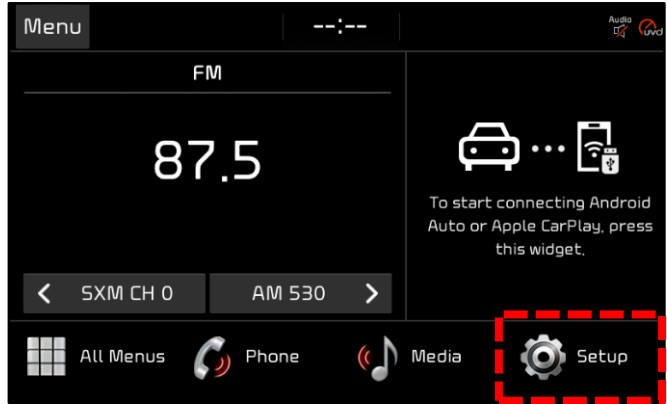 Menu
--:--
Audio
uvo
FM
87.5
SXM CH 0
AM 530
To start connecting Android
Auto or Apple CarPlay, press
this widget.
All Menus
Phone
Media
Setup